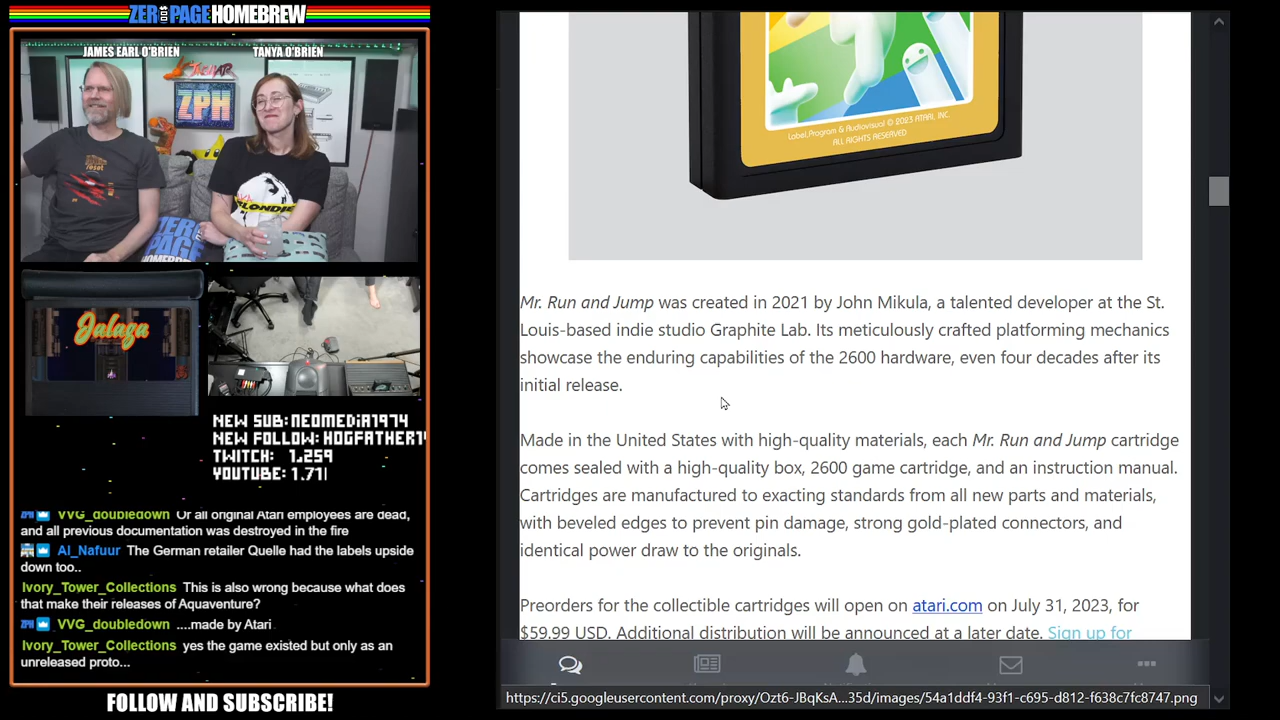 ZEROPAGE HOMEBREW
JAMES EARL O'BRIEN
TANYA O'BRIEN
ZPH
reset
BLONDIE
ZERO
PAGE
HOMEBREW
Jalaga
NEW SUB: NEOMEDIA1974
NEW FOLLOW: HOGFATHER1
TWITCH: 1,259
YOUTUBE: 1,71
VVG_doubledown Or all original Atari employees are dead,
and all previous documentation was destroyed in the fire
Al_Nafuur The German retailer Quelle had the labels upside
down too..
Ivory_Tower_Collections This is also wrong because what does
that make their releases of Aquaventure?
VVG_doubledown ....made by Atari
Ivory_Tower_Collections yes the game existed but only as an
unreleased proto...
FOLLOW AND SUBSCRIBE!
Label, Program & Audiovisual © 2023 ATARI, INC.
ALL RIGHTS RESERVED
Mr. Run and Jump was created in 2021 by John Mikula, a talented developer at the St.
Louis-based indie studio Graphite Lab. Its meticulously crafted platforming mechanics
showcase the enduring capabilities of the 2600 hardware, even four decades after its
initial release.
Made in the United States with high-quality materials, each Mr. Run and Jump cartridge
comes sealed with a high-quality box, 2600 game cartridge, and an instruction manual.
Cartridges are manufactured to exacting standards from all new parts and materials,
with beveled edges to prevent pin damage, strong gold-plated connectors, and
identical power draw to the originals.
Preorders for the collectible cartridges will open on atari.com on July 31, 2023, for
$59.99 USD. Additional distribution will be announced at a later date. Sign up for
https://ci5.googleusercontent.com/proxy/Ozt6-JBqKsA...35d/images/54a1ddf4-93f1-c695-d812-f638c7fc8747.png